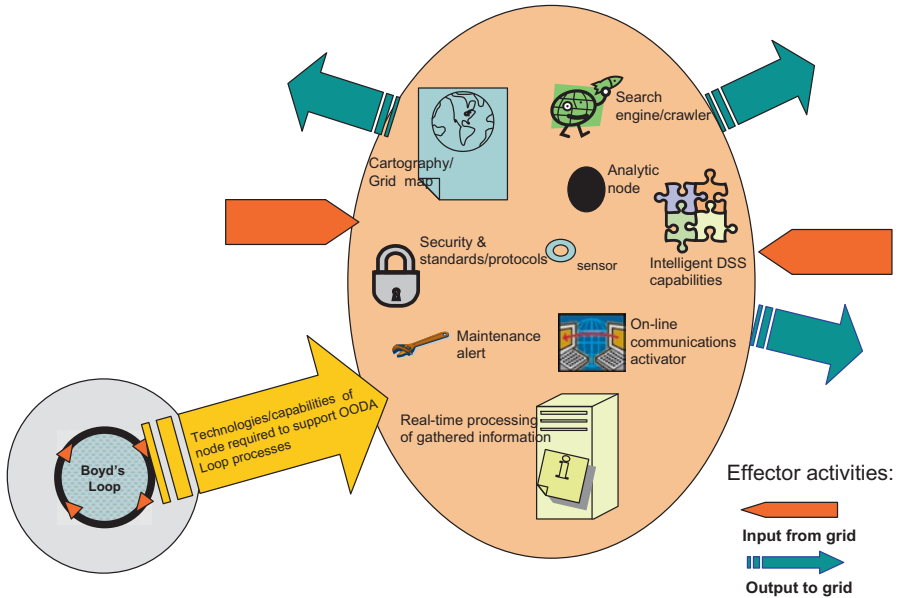 Search
engine/crawler
Cartography/
Grid map
Analytic
node
Security &
standards/protocols
sensor
Intelligent DSS
capabilities
Maintenance
alert
On-line
communications
activator
Technologies/capabilities of
node required to support OODA
Loop processes
Real-time processing
of gathered information
i
Boyd's
Loop
Effector activities:
Input from grid
Output to grid